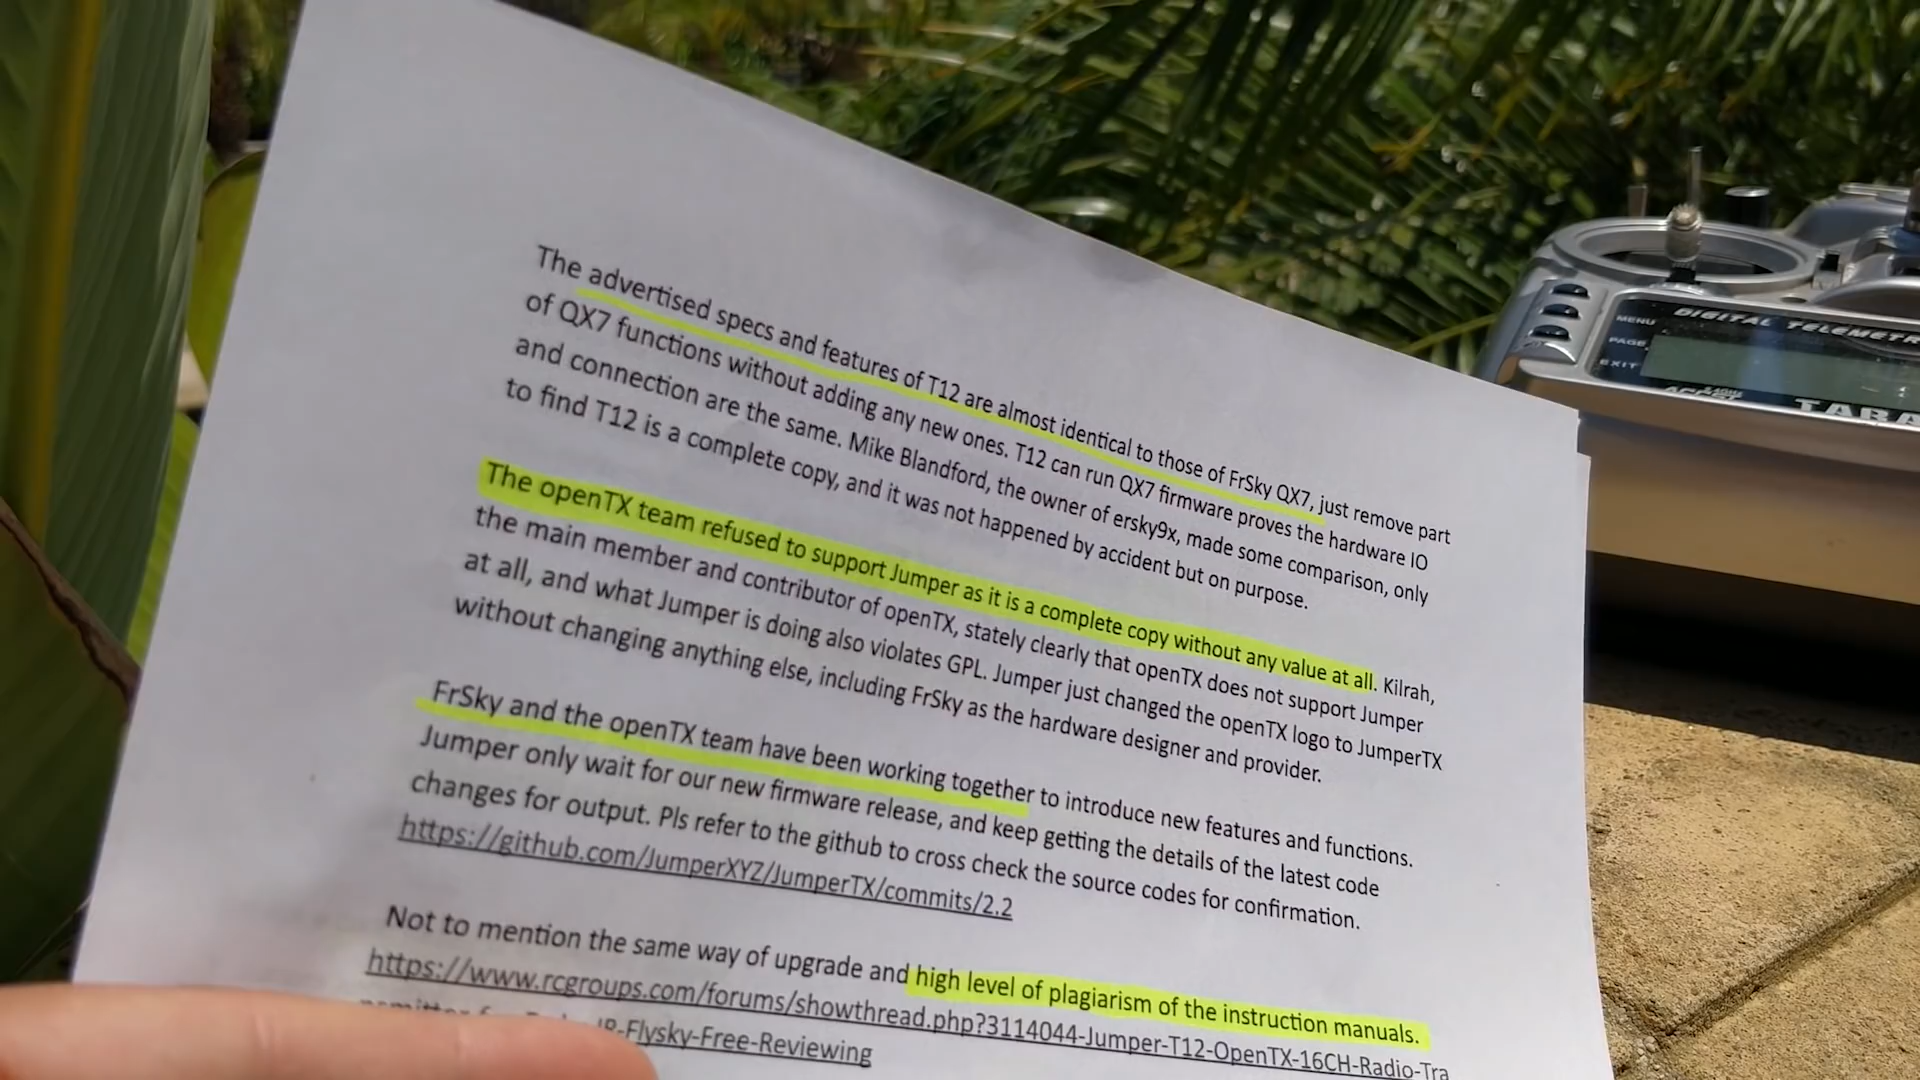 The advertised specs and features of T12 are almost identical to those of FrSky QX7, just remove part
of QX7 functions without adding any new ones. T12 can run QX7 firmware proves the hardware IO
and connection are the same. Mike Blandford, the owner of ersky9x, made some comparison, only
to find T12 is a complete copy, and it was not happened by accident but on purpose.
The openTX team refused to support Jumper as it is a complete copy without any value at all. Kilrah,
the main member and contributor of openTX, stately clearly that openTX does not support Jumper
at all, and what Jumper is doing also violates GPL. Jumper just changed the openTX logo to JumperTX
without changing anything else, including FrSky as the hardware designer and provider.
FrSky and the openTX team have been working together to introduce new features and functions.
Jumper only wait for our new firmware release, and keep getting the details of the latest code
changes for output. Pls refer to the github to cross check the source codes for confirmation.
https://github.com/JumperXYZ/JumperTX/commits/2.2
Not to mention the same way of upgrade and high level of plagiarism of the instruction manuals.
https://www.rcgroups.com/forums/showthread.php?3114044-Jumper-T12-OpenTX-16CH-Radio-Tra
-Flysky-Free-Reviewing
MENU
PAGE
EXIT
DIGITAL TELEMETR
TARA